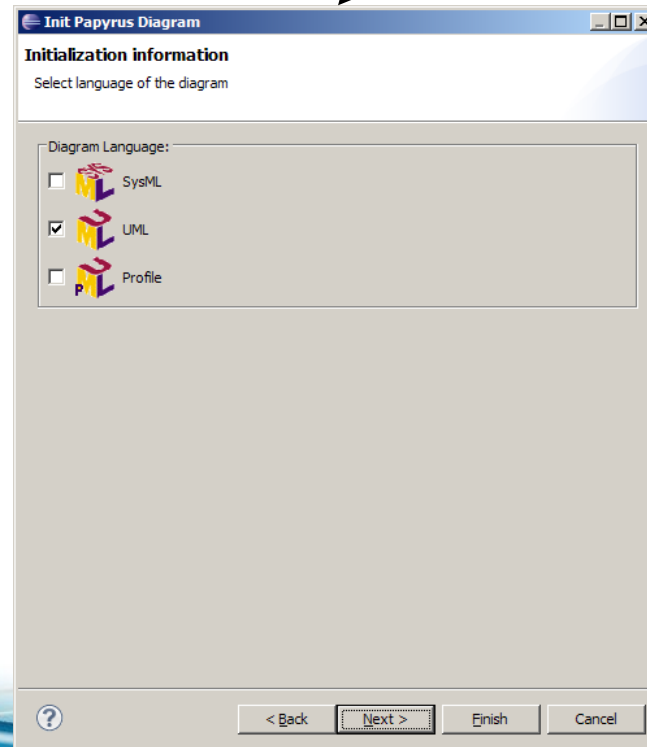 Init Papyrus Diagram
Initialization information
Select language of the diagram
Diagram Language:
SysML
UML
P Profile
< Back Next > Finish Cancel